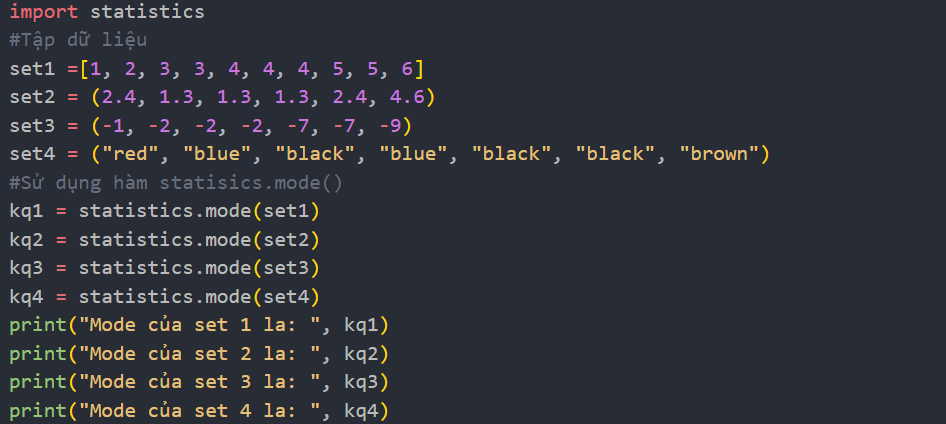 import statistics
#Tập dữ liệu
set1 =[1, 2, 3, 3, 4, 4, 4, 5, 5, 6]
set2 = (2.4, 1.3, 1.3, 1.3, 2.4, 4.6)
set3 = (-1, -2, -2, -2, -7, -7, -9)
set4 = ("red", "blue", "black", "blue", "black", "black", "brown")
#Sử dụng hàm statisics.mode()
kq1 = statistics.mode(set1)
kq2 = statistics.mode(set2)
kq3 = statistics.mode(set3)
kq4 = statistics.mode(set4)
print("Mode của set 1 la: ", kq1)
print("Mode của set 2 la: ", kq2)
print("Mode của set 3 la: ", kq3)
print("Mode của set 4 la: ", kq4)